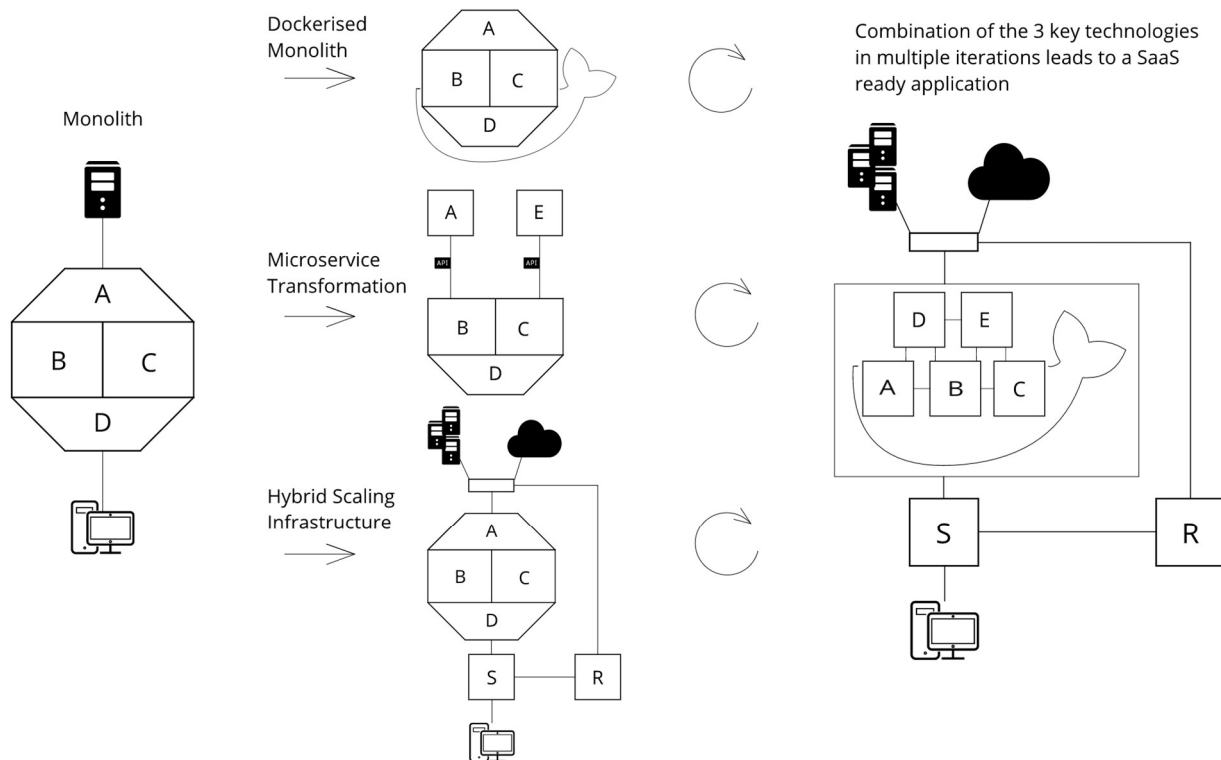 Monolith
A
B
C
D
Dockerised
Monolith
A
B
C
D
Microservice
Transformation
A
E
API
API
B
C
D
Hybrid Scaling
Infrastructure
A
B
C
D
S
R
Combination of the 3 key technologies
in multiple iterations leads to a SaaS
ready application
D
E
A
B
C
S
R